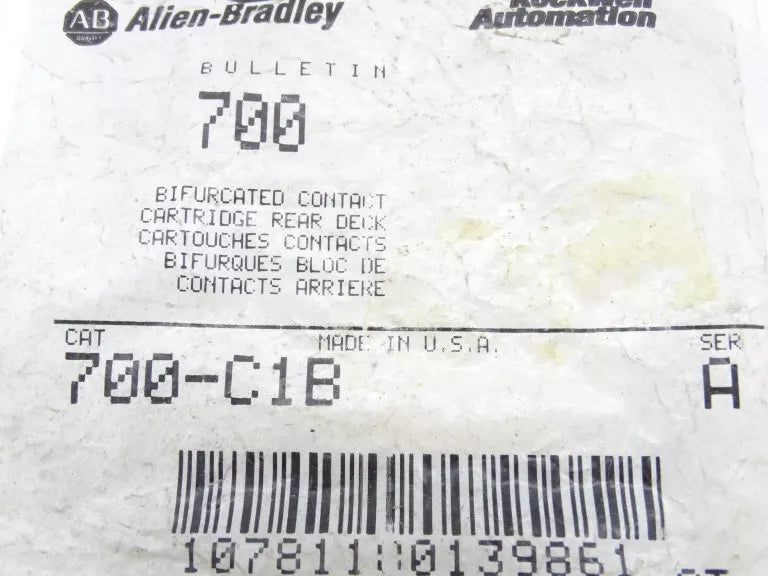 AB Allen-Bradley
Rockwell
Automation
BULLETIN
700
BIFURCATED CONTACT
CARTRIDGE REAR DECK
CARTOUCHES CONTACTS
BIFURQUES BLOC DE
CONTACTS ARRIERE
CAT MADE IN U.S.A. SER
700-C1B A